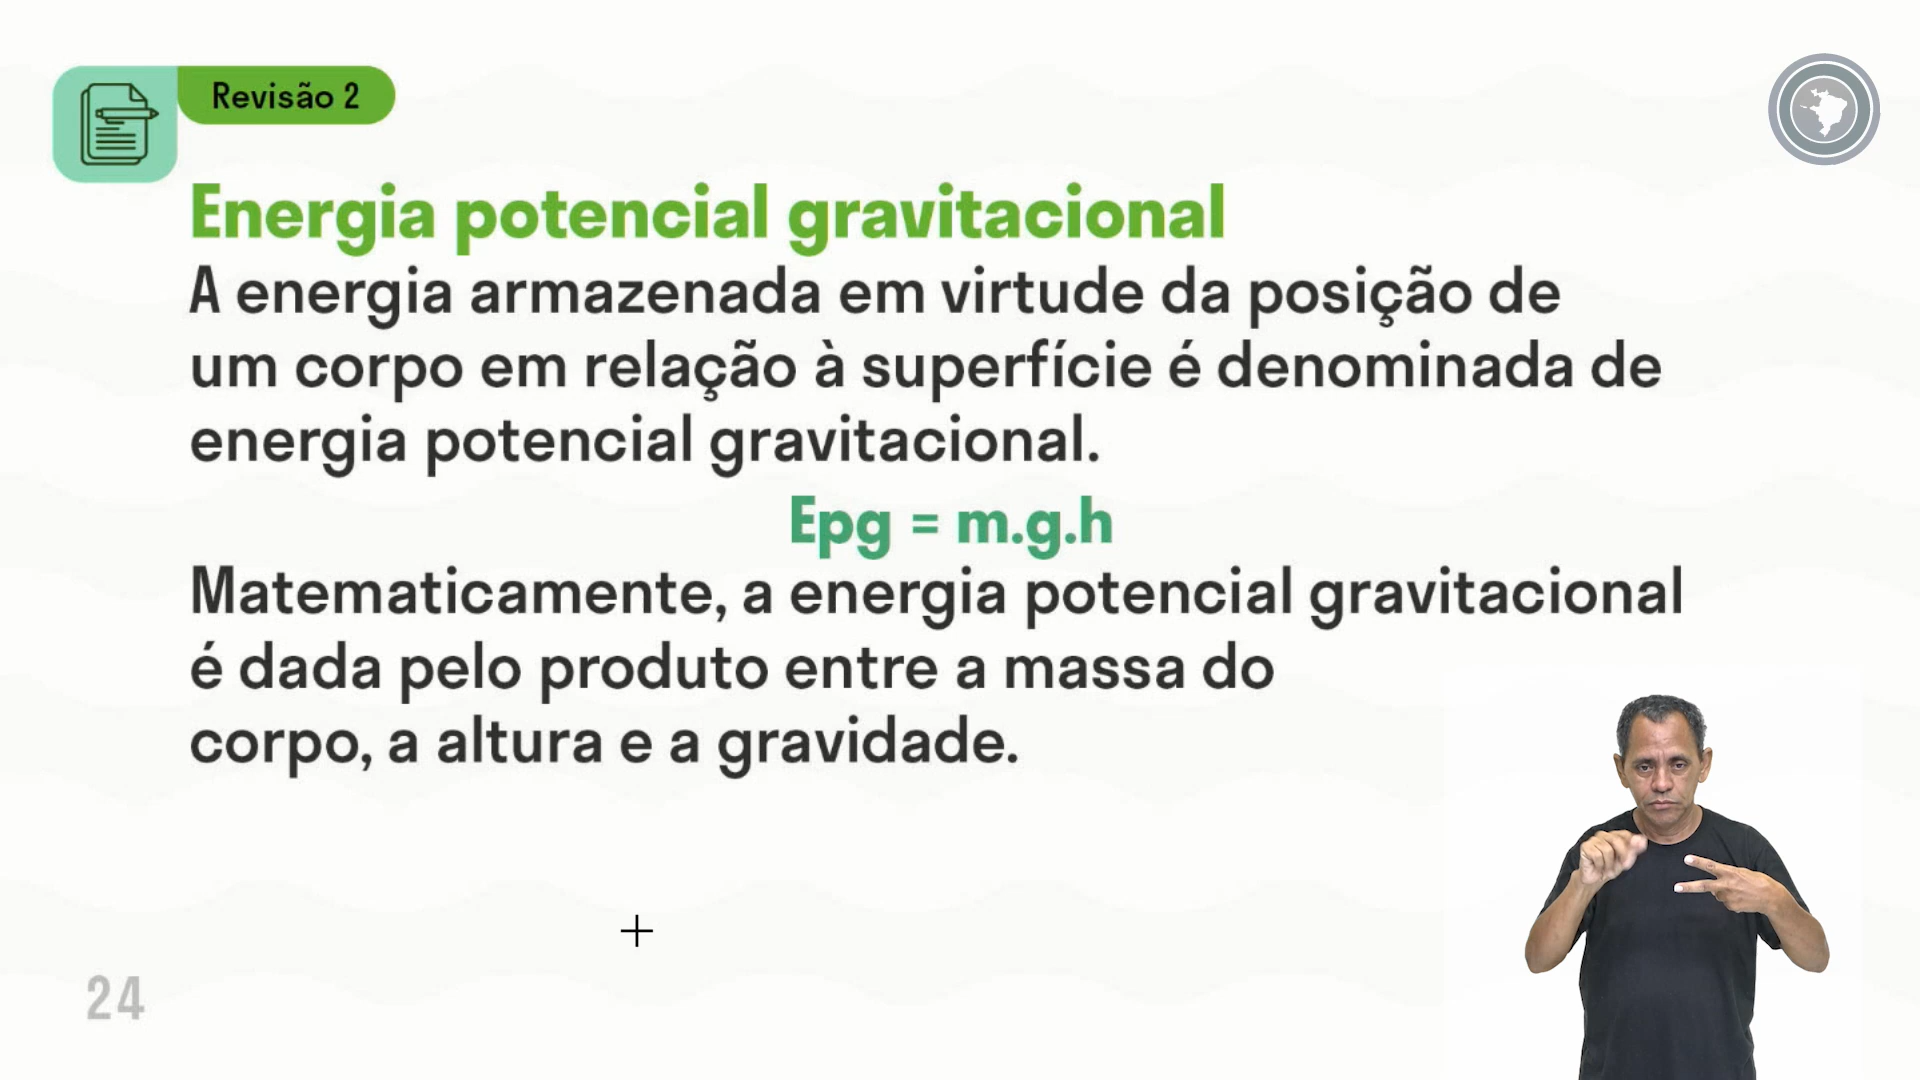 Revisão 2
Energia potencial gravitacional
A energia armazenada em virtude da posição de
um corpo em relação à superfície é denominada de
energia potencial gravitacional.
Epg = m.g.h
Matematicamente, a energia potencial gravitacional
é dada pelo produto entre a massa do
corpo, a altura e a gravidade.
24